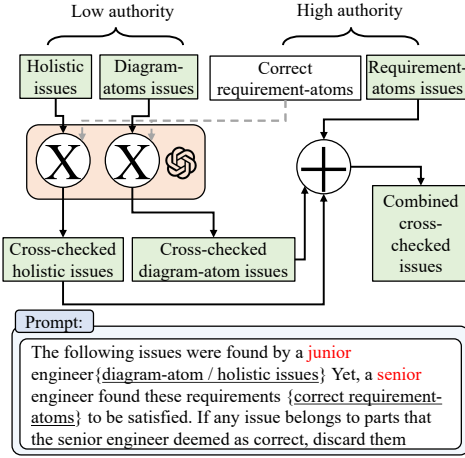 Low authority
High authority
Holistic
issues
Diagram-
atoms issues
Correct
requirement-atoms
Requirement-
atoms issues
X
X
Cross-checked
holistic issues
Cross-checked
diagram-atom issues
Combined
cross-
checked
issues
Prompt:
The following issues were found by a junior
engineer{diagram-atom / holistic issues} Yet, a senior
engineer found these requirements {correct requirement-
atoms} to be satisfied. If any issue belongs to parts that
the senior engineer deemed as correct, discard them